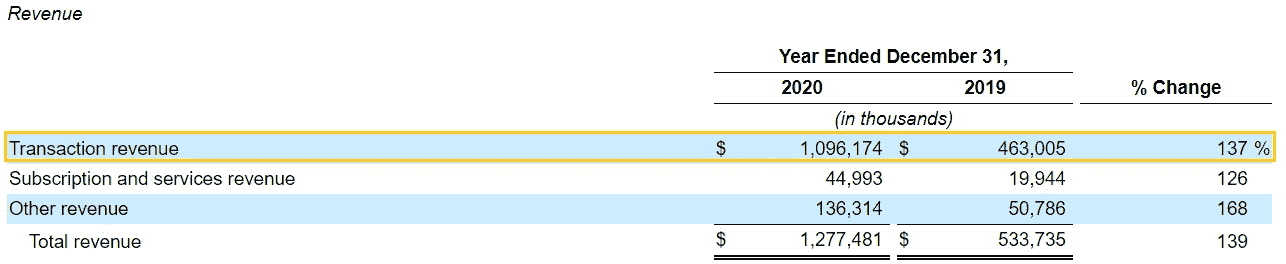 Revenue
Year Ended December 31,
2020 2019 % Change
(in thousands)
Transaction revenue $ 1,096,174 $ 463,005 137 %
Subscription and services revenue 44,993 19,944 126
Other revenue 136,314 50,786 168
Total revenue $ 1,277,481 $ 533,735 139